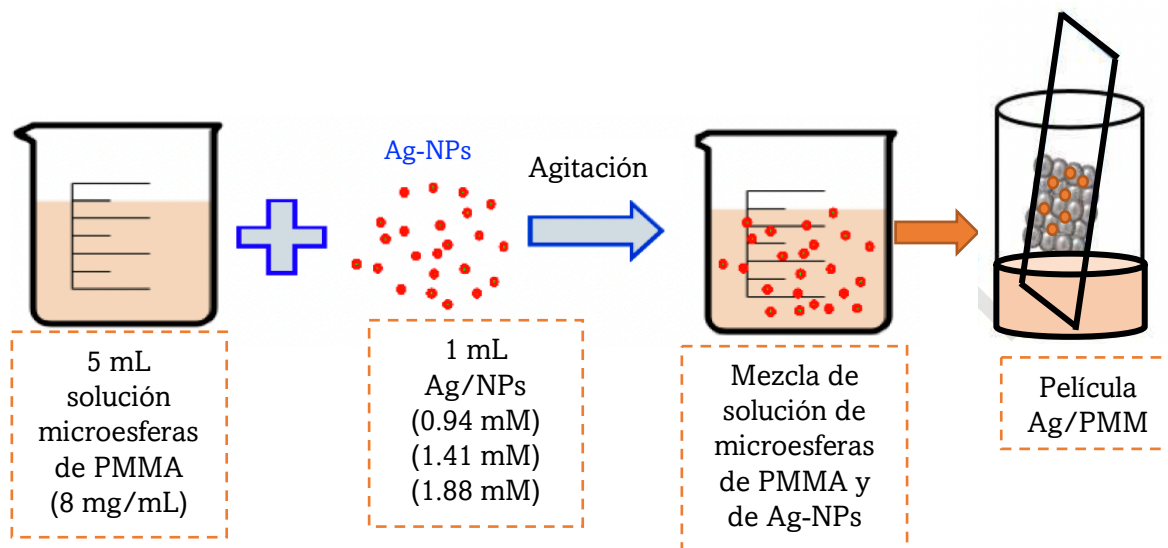 Ag-NPs
Agitación
5 mL
solución
microesferas
de PMMA
(8 mg/mL)
1 mL
Ag/NPs
(0.94 mM)
(1.41 mM)
(1.88 mM)
Mezcla de
solución de
microesferas
de PMMA y
de Ag-NPs
Película
Ag/PMM